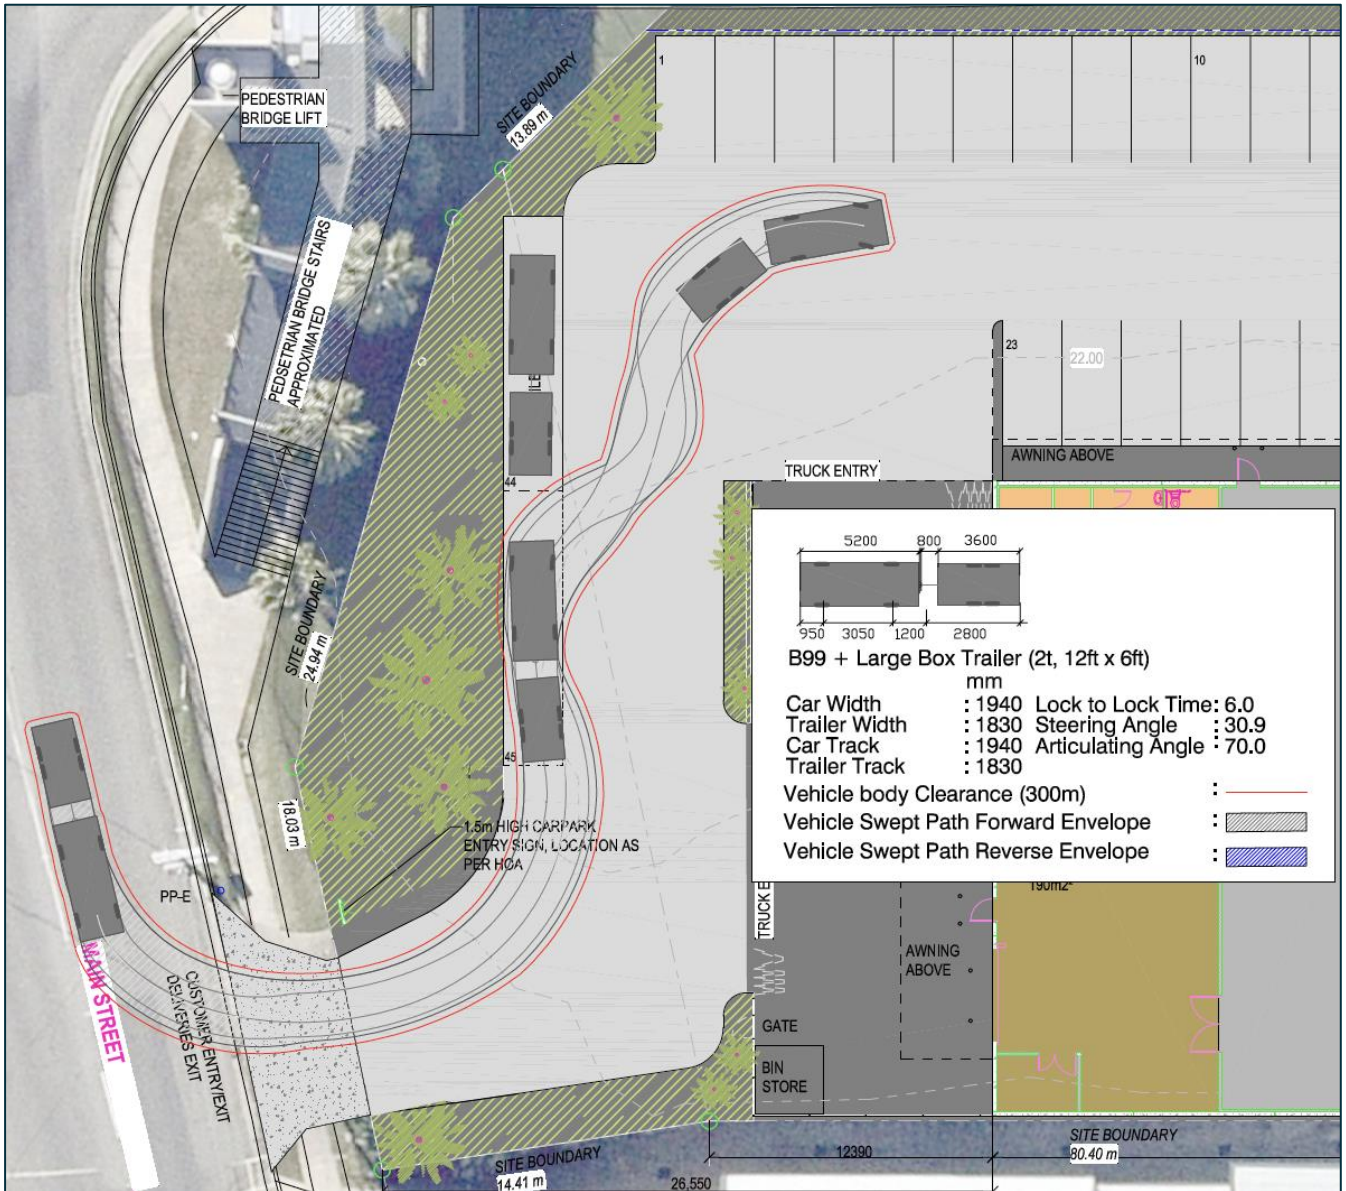 1
10
PEDESTRIAN
BRIDGE LIFT
SITE BOUNDARY
13.89 m
PEDSETRIAN BRIDGE STAIRS
APPROXIMATED
23
22.00
AWNING ABOVE
TRUCK ENTRY
44
5200 800 3600
950 3050 1200 2800
B99 + Large Box Trailer (2t, 12ft x 6ft)
mm
Car Width : 1940 Lock to Lock Time : 6.0
Trailer Width : 1830 Steering Angle : 30.9
Car Track : 1940 Articulating Angle : 70.0
Trailer Track : 1830
Vehicle body Clearance (300m) :
Vehicle Swept Path Forward Envelope :
Vehicle Swept Path Reverse Envelope :
SITE BOUNDARY
24.94 m
45
18.03 m
1.5m HIGH CARPARK
ENTRY SIGN, LOCATION AS
PER HCA
PP-E
190m2
TRUCK E
AWNING
ABOVE
MAIN STREET
CUSTOMER ENTRY/EXIT
DELIVERIES EXIT
GATE
BIN
STORE
SITE BOUNDARY
14.41 m
12390
26,550
SITE BOUNDARY
80.40 m